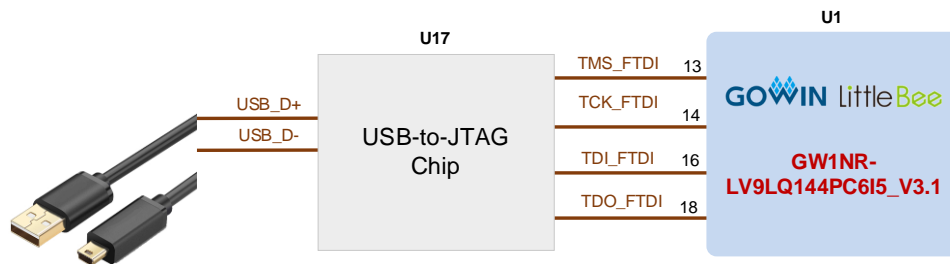 U1
U17
TMS_FTDI 13
USB_D+
TCK_FTDI 14
GOWIN LittleBee
USB_D-
USB-to-JTAG
Chip
TDI_FTDI 16
GW1NR-
LV9LQ144PC6I5_V3.1
TDO_FTDI 18